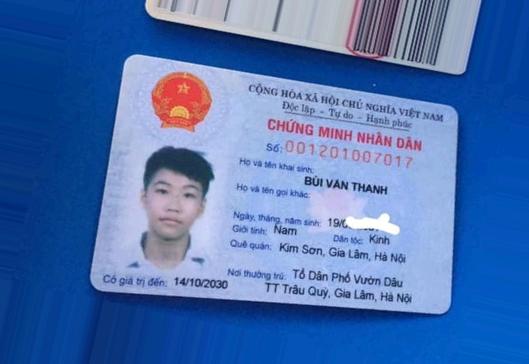 CỘNG HÒA XÃ HỘI CHỦ NGHĨA VIỆT NAM
Độc lập - Tự do - Hạnh phúc
CHỨNG MINH NHÂN DÂN
Số: 001201007017
Họ và tên khai sinh:
BÙI VĂN THANH
Họ và tên gọi khác:
Ngày, tháng, năm sinh: 19/0
Giới tính: Nam Dân tộc: Kinh
Quê quán: Kim Sơn, Gia Lâm, Hà Nội
Nơi thường trú: Tổ Dân Phố Vườn Dâu
TT Trâu Quỳ, Gia Lâm, Hà Nội
Có giá trị đến: 14/10/2030